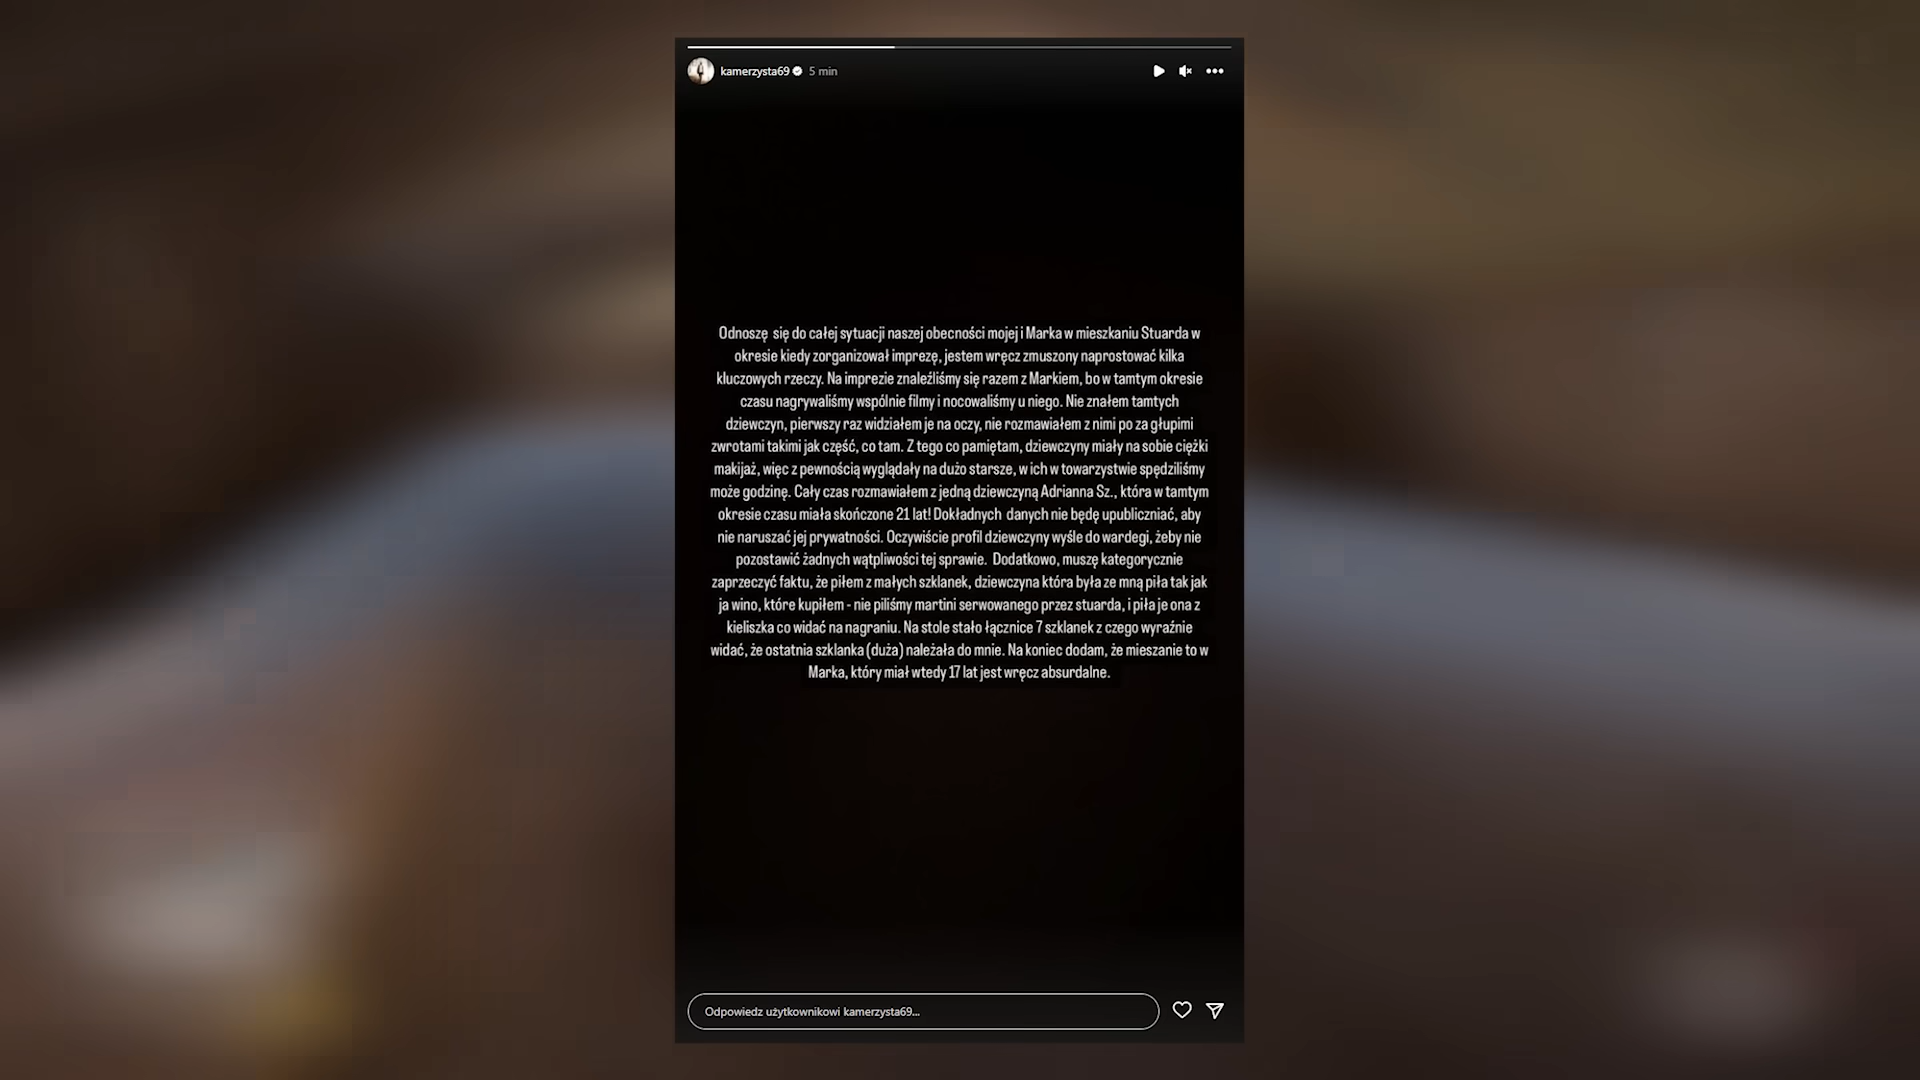 kamerzysta69 5 min
Odnoszę się do całej sytuacji naszej obecności mojej i Marka w mieszkaniu Stuarda w
okresie kiedy zorganizował imprezę, jestem wręcz zmuszony naprostować kilka
kluczowych rzeczy. Na imprezie znaleźliśmy się razem z Markiem, bo w tamtym okresie
czasu nagrywaliśmy wspólnie filmy i nocowaliśmy u niego. Nie znałem tamtych
dziewczyn, pierwszy raz widziałem je na oczy, nie rozmawiałem z nimi po za głupimi
zwrotami takimi jak cześć, co tam. Z tego co pamiętam, dziewczyny miały na sobie ciężki
makijaż, więc z pewnością wyglądały na dużo starsze, w ich w towarzystwie spędziliśmy
może godzinę. Cały czas rozmawiałem z jedną dziewczyną Adrianna Sz., która w tamtym
okresie czasu miała skończone 21 lat! Dokładnych danych nie będę upubliczniać, aby
nie naruszać jej prywatności. Oczywiście profil dziewczyny wyśle do wardegi, żeby nie
pozostawić żadnych wątpliwości tej sprawie. Dodatkowo, muszę kategorycznie
zaprzeczyć faktu, że piłem z małych szklanek, dziewczyna która była ze mną piła tak jak
ja wino, które kupiłem - nie piliśmy martini serwowanego przez stuarda, i piła je ona z
kieliszka co widać na nagraniu. Na stole stało łącznice 7 szklanek z czego wyraźnie
widać, że ostatnia szklanka (duża) należała do mnie. Na koniec dodam, że mieszanie to w
Marka, który miał wtedy 17 lat jest wręcz absurdalne.
Odpowiedz użytkownikowi kamerzysta69...